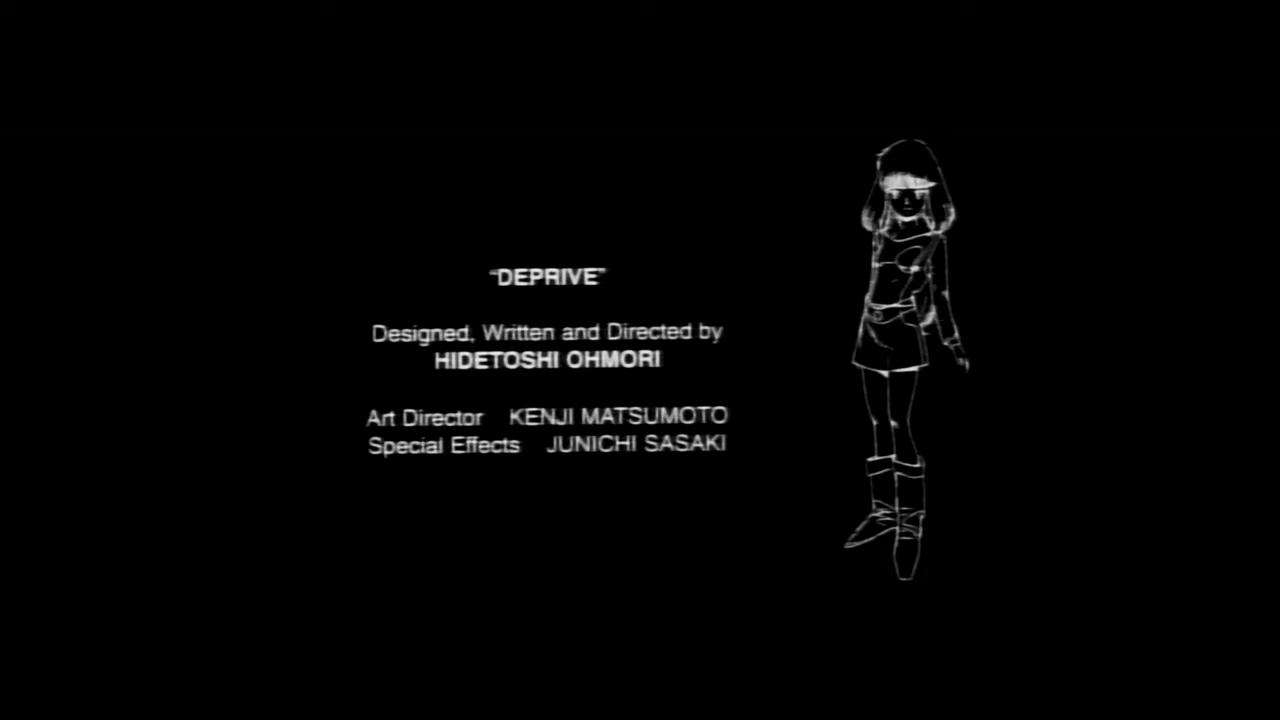 “DEPRIVE”
Designed, Written and Directed by
HIDETOSHI OHMORI
Art Director KENJI MATSUMOTO
Special Effects JUNICHI SASAKI